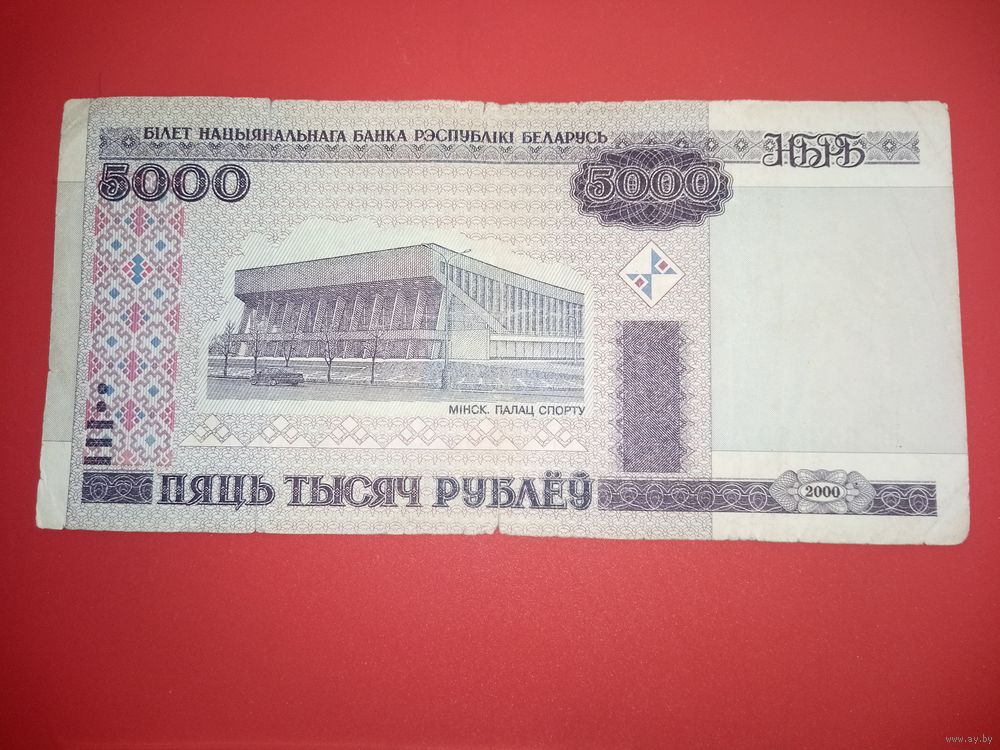 БІЛЕТ НАЦЫЯНАЛЬНАГА БАНКА РЭСПУБЛІКІ БЕЛАРУСЬ
НБРБ
5000
5000
МІНСК. ПАЛАЦ СПОРТУ
ПЯЦЬ ТЫСЯЧ РУБЛЁЎ
2000
www.ay.by